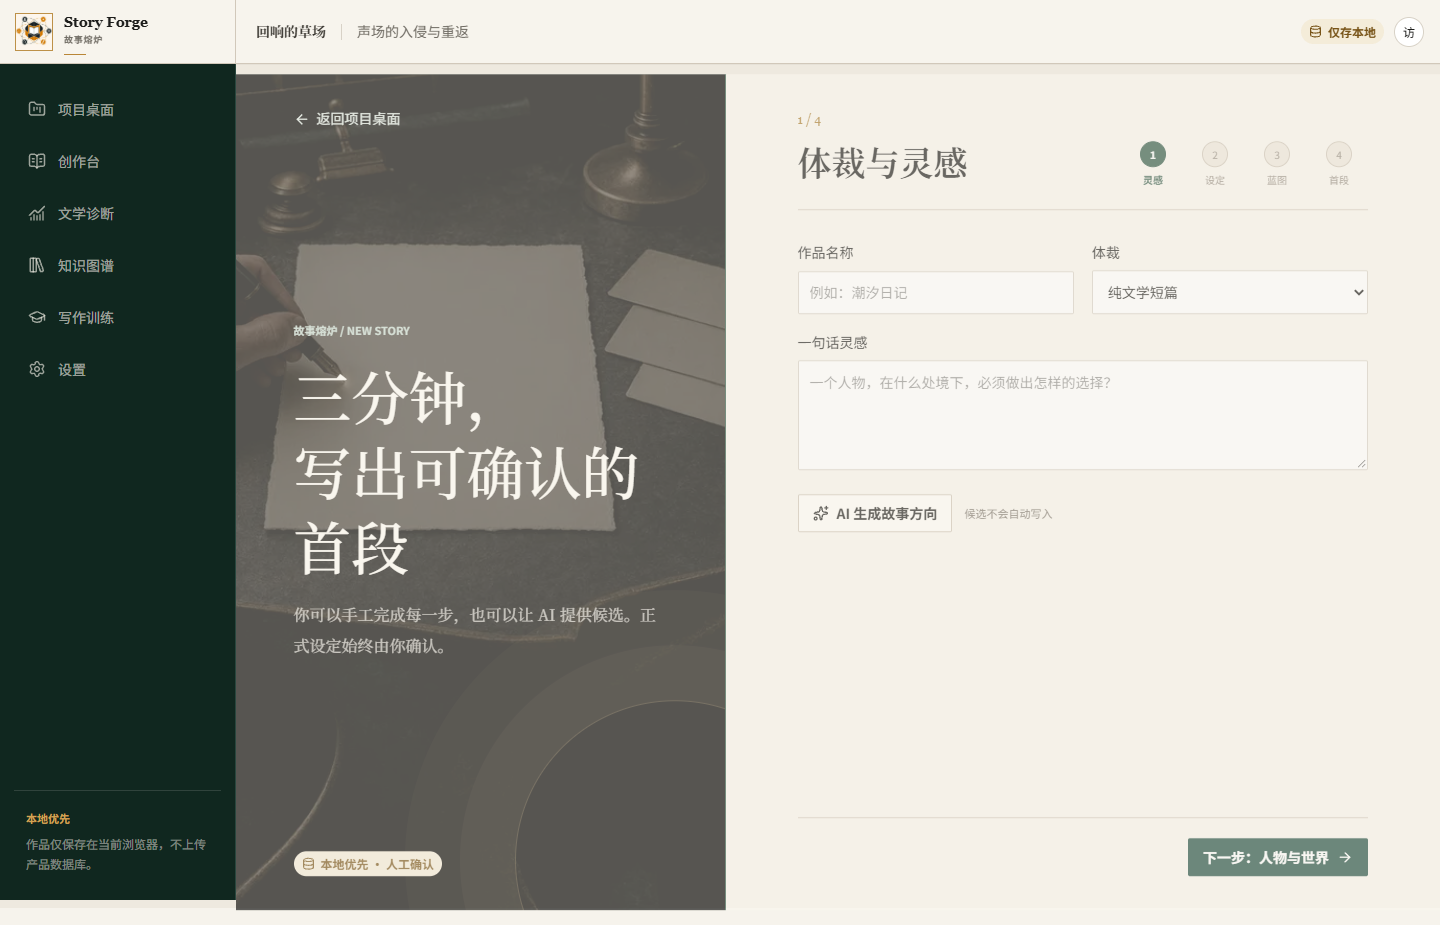 Story Forge
故事熔炉
回响的草场
声场的入侵与重返
仅存本地
访
项目桌面
创作台
文学诊断
知识图谱
写作训练
设置
本地优先
作品仅保存在当前浏览器，不上传
产品数据库。
返回项目桌面
故事熔炉 / NEW STORY
三分钟，
写出可确认的
首段
你可以手工完成每一步，也可以让 AI 提供候选。正
式设定始终由你确认。
本地优先 · 人工确认
1 / 4
体裁与灵感
1
灵感
2
设定
3
蓝图
4
首段
作品名称
例如：潮汐日记
体裁
纯文学短篇
一句话灵感
一个人物，在什么处境下，必须做出怎样的选择？
AI 生成故事方向
候选不会自动写入
下一步：人物与世界